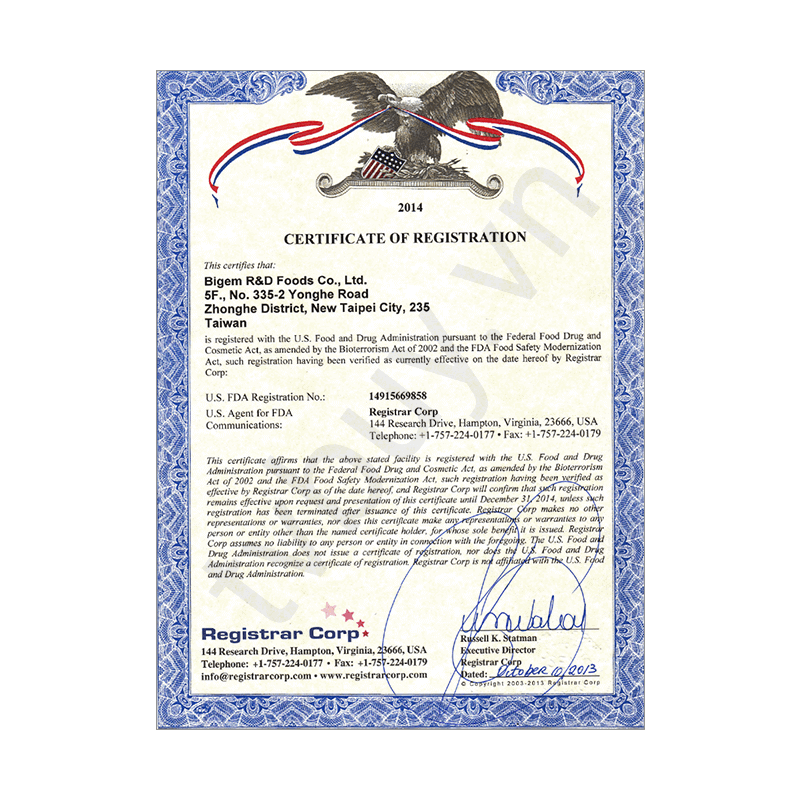 2014
CERTIFICATE OF REGISTRATION
This certifies that:
Bigem R&D Foods Co., Ltd.
5F., No. 335-2 Yonghe Road
Zhonghe District, New Taipei City, 235
Taiwan
is registered with the U.S. Food and Drug Administration pursuant to the Federal Food Drug and
Cosmetic Act, as amended by the Bioterrorism Act of 2002 and the FDA Food Safety Modernization
Act, such registration having been verified as currently effective on the date hereof by Registrar
Corp:
U.S. FDA Registration No.: 14915669858
U.S. Agent for FDA Registrar Corp
Communications: 144 Research Drive, Hampton, Virginia, 23666, USA
Telephone: +1-757-224-0177 • Fax: +1-757-224-0179
This certificate affirms that the above stated facility is registered with the U.S. Food and Drug
Administration pursuant to the Federal Food Drug and Cosmetic Act, as amended by the Bioterrorism
Act of 2002 and the FDA Food Safety Modernization Act, such registration having been verified as
effective by Registrar Corp as of the date hereof, and Registrar Corp will confirm that such registration
remains effective upon request and presentation of this certificate until December 31, 2014, unless such
registration has been terminated after issuance of this certificate. Registrar Corp makes no other
representations or warranties, nor does this certificate make any representations or warranties to any
person or entity other than the named certificate holder, for whose sole benefit it is issued. Registrar
Corp assumes no liability to any person or entity in connection with the foregoing. The U.S. Food and
Drug Administration does not issue a certificate of registration, nor does the U.S. Food and Drug
Administration recognize a certificate of registration. Registrar Corp is not affiliated with the U.S. Food
and Drug Administration.
Registrar Corp
144 Research Drive, Hampton, Virginia, 23666, USA
Telephone: +1-757-224-0177 • Fax: +1-757-224-0179
info@registrarcorp.com • www.registrarcorp.com
Russell K. Statman
Executive Director
Registrar Corp
Dated: October 10, 2013
© Copyright 2003-2013 Registrar Corp